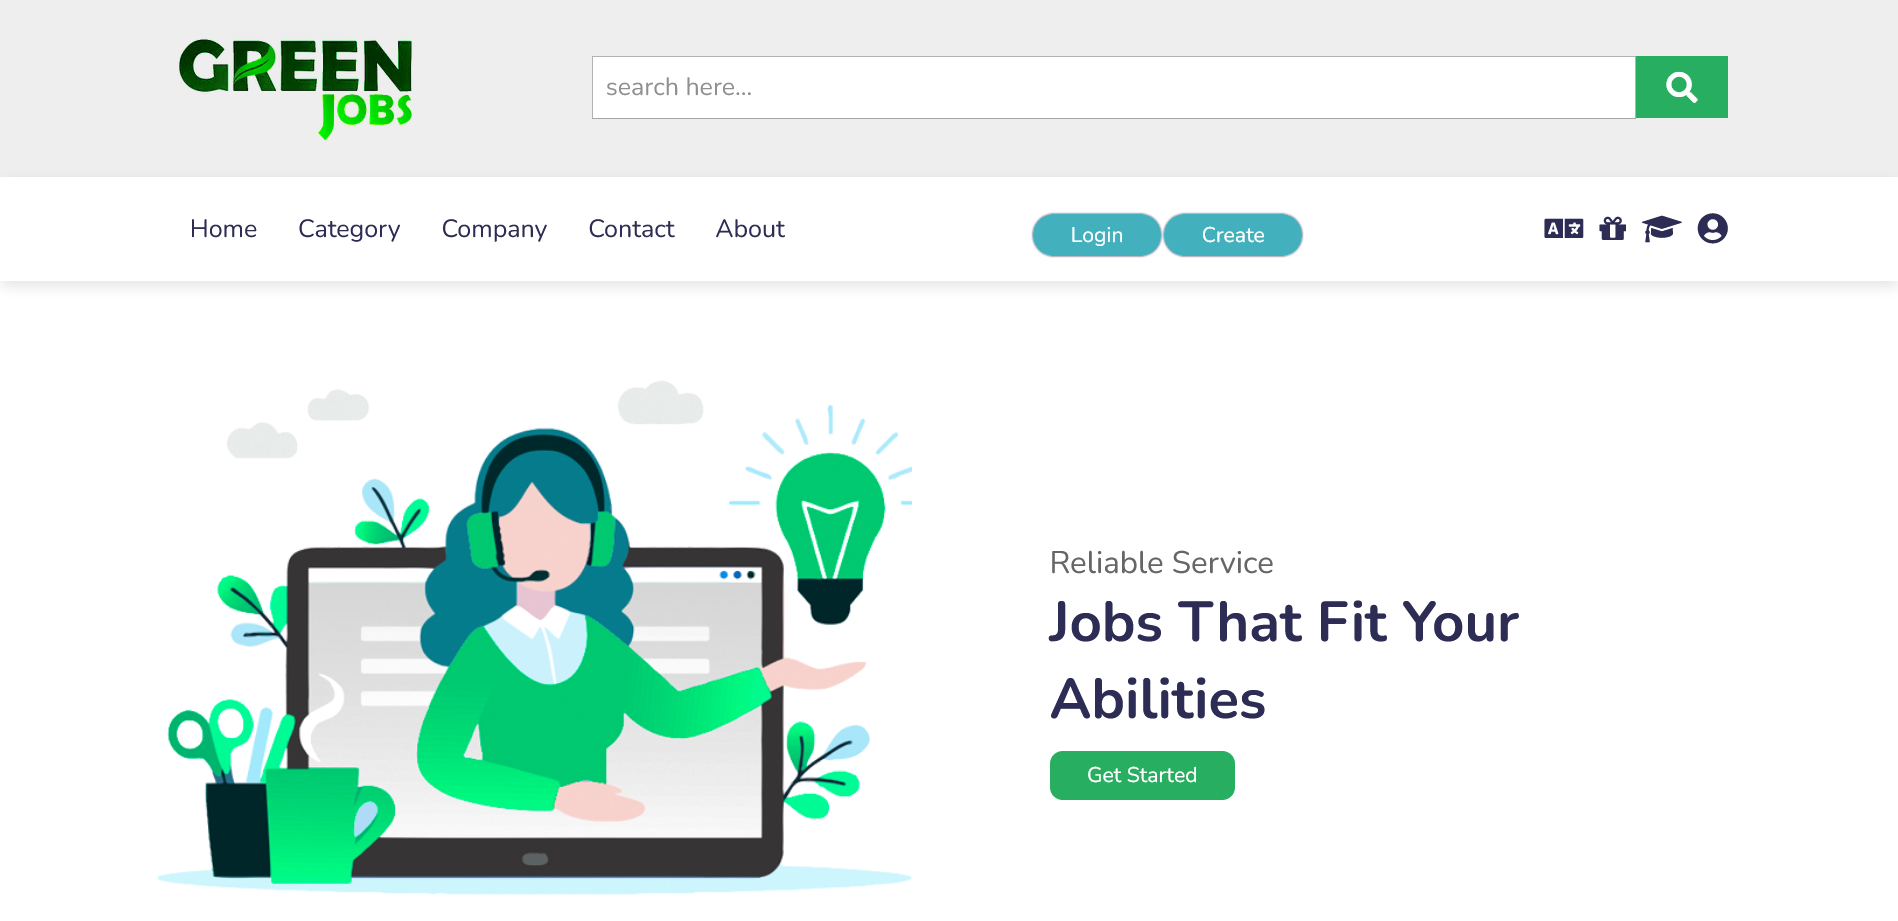 GREEN
JOBS
search here...
Home Category Company Contact About Login Create
Reliable Service
Jobs That Fit Your
Abilities
Get Started